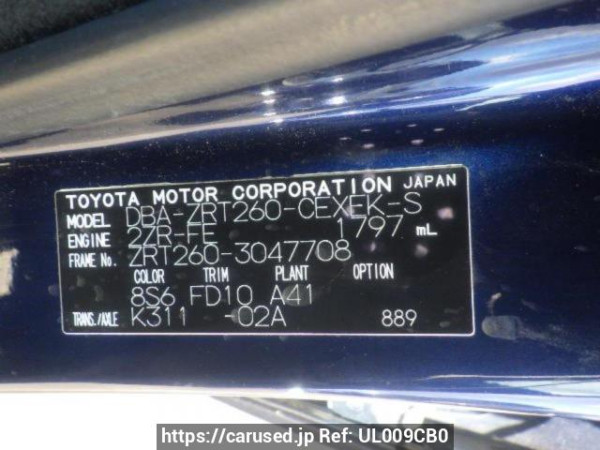 TOYOTA MOTOR CORPORATION JAPAN
MODEL DBA-ZRT260-CEXEK-S
ENGINE 2ZR-FE 1797 mL
FRAME No. ZRT260-3047708
COLOR TRIM PLANT OPTION
8S6 FD10 A41
TRANS./AXLE K311 -02A 889
https://carused.jp Ref: UL009CB0